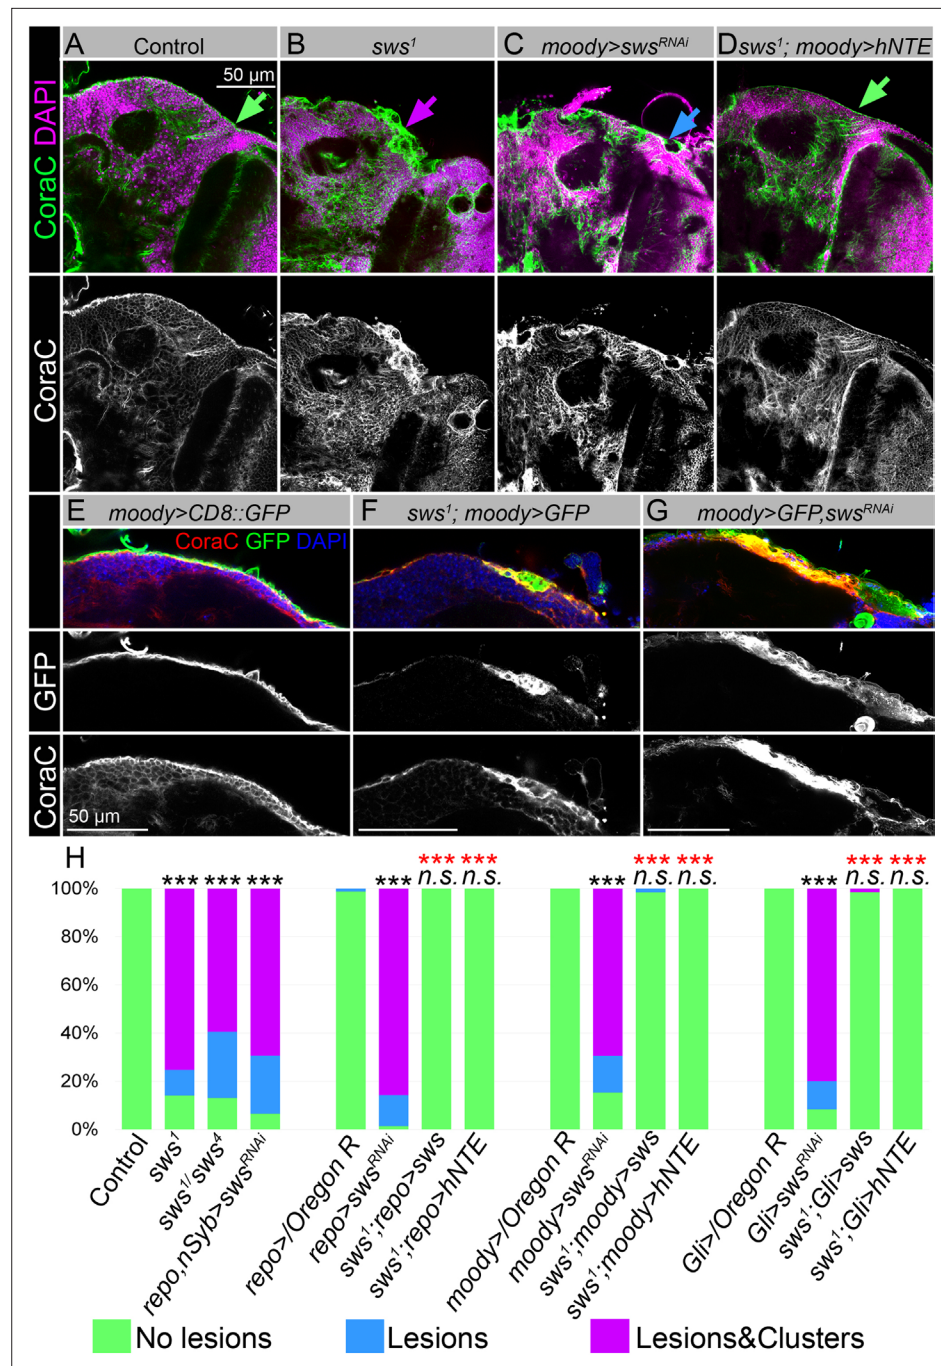 A Control
B sws¹
C moody>swsᴿᴺᴬⁱ
D sws¹; moody>hNTE
50 µm
CoraC DAPI
CoraC
E moody>CD8::GFP
F sws¹; moody>GFP
G moody>GFP,swsᴿᴺᴬⁱ
CoraC GFP DAPI
GFP
CoraC
50 µm
H
*** *** ***
*** *** ***
n.s. n.s.
*** *** ***
n.s. n.s.
*** *** ***
n.s. n.s.
100%
80%
60%
40%
20%
0%
Control
sws¹
sws¹/sws⁴
repo,nSyb>swsᴿᴺᴬⁱ
repo>/Oregon R
repo>swsᴿᴺᴬⁱ
sws¹;repo>sws
sws¹;repo>hNTE
moody>/Oregon R
moody>swsᴿᴺᴬⁱ
sws¹;moody>sws
sws¹;moody>hNTE
Gli>/Oregon R
Gli>swsᴿᴺᴬⁱ
sws¹;Gli>sws
sws¹;Gli>hNTE
No lesions
Lesions
Lesions&Clusters